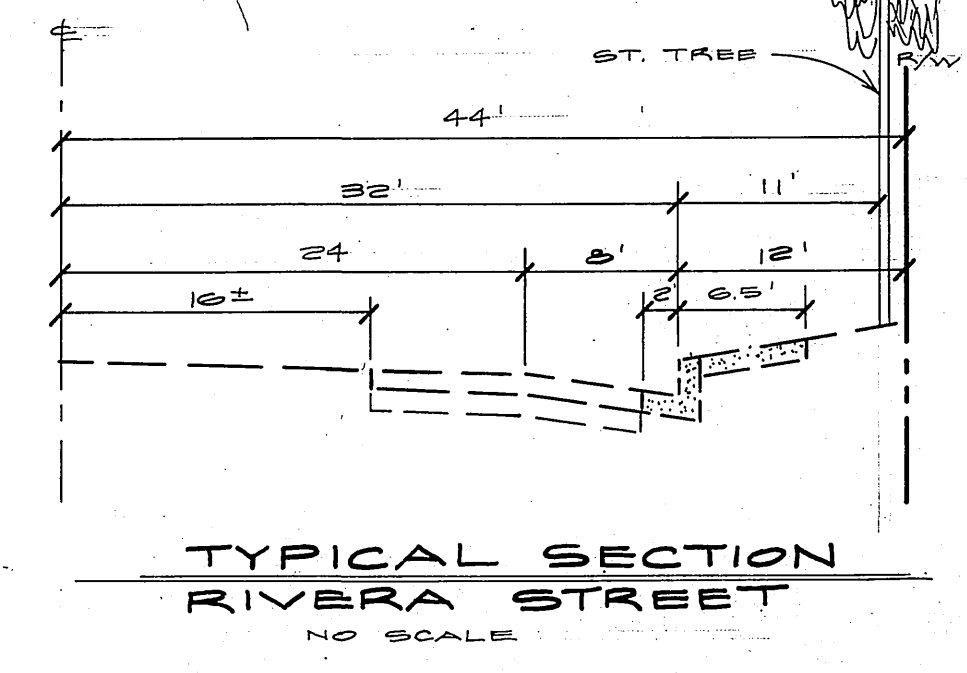 ℄
ST. TREE
R/W
44'
32'
11'
24
8'
12'
16±
2'
6.5'
TYPICAL SECTION
RIVERA STREET
NO SCALE